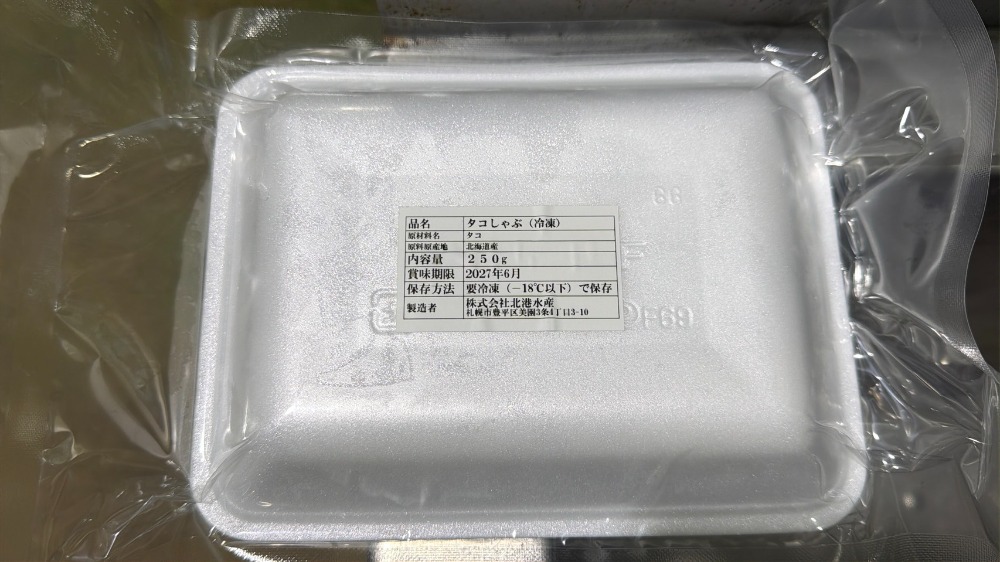 68
品名 タコしゃぶ（冷凍）
原材料名 タコ
原料原産地 北海道産
内容量 ２５０g
賞味期限 2027年6月
保存方法 要冷凍（－18℃以下）で保存
製造者 株式会社北港水産
札幌市豊平区美園3条4丁目3-10
F69